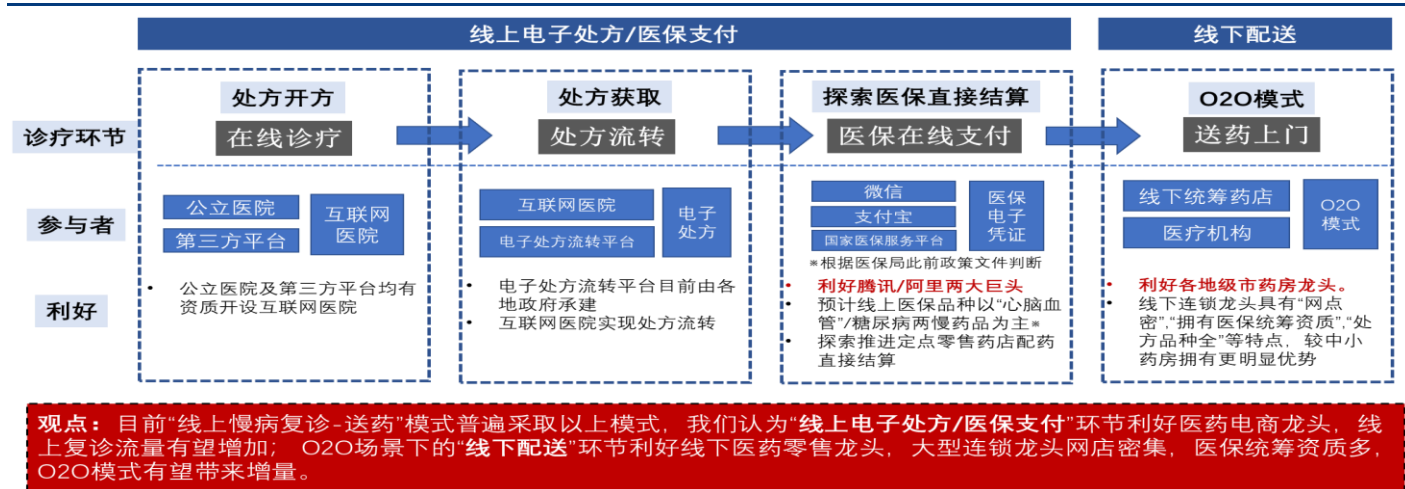 线上电子处方/医保支付
线下配送
诊疗环节
处方开方
在线诊疗
处方获取
处方流转
探索医保直接结算
医保在线支付
O2O模式
送药上门
参与者
公立医院
第三方平台
互联网
医院
互联网医院
电子处方流转平台
电子
处方
微信
支付宝
国家医保服务平台
医保
电子
凭证
*根据医保局此前政策文件判断
线下统筹药店
医疗机构
O2O
模式
利好
• 公立医院及第三方平台均有
资质开设互联网医院
• 电子处方流转平台目前由各
地政府承建
• 互联网医院实现处方流转
• 利好腾讯/阿里两大巨头
• 预计线上医保品种以“心脑血
管”/糖尿病两慢药品为主*
• 探索推进定点零售药店配药
直接结算
• 利好各地级市药房龙头。
• 线下连锁龙头具有“网点
密”,“拥有医保统筹资质”,“处
方品种全”等特点，较中小
药房拥有更明显优势
观点：目前“线上慢病复诊-送药”模式普遍采取以上模式，我们认为“线上电子处方/医保支付”环节利好医药电商龙头，线
上复诊流量有望增加； O2O场景下的“线下配送”环节利好线下医药零售龙头，大型连锁龙头网店密集，医保统筹资质多，
O2O模式有望带来增量。